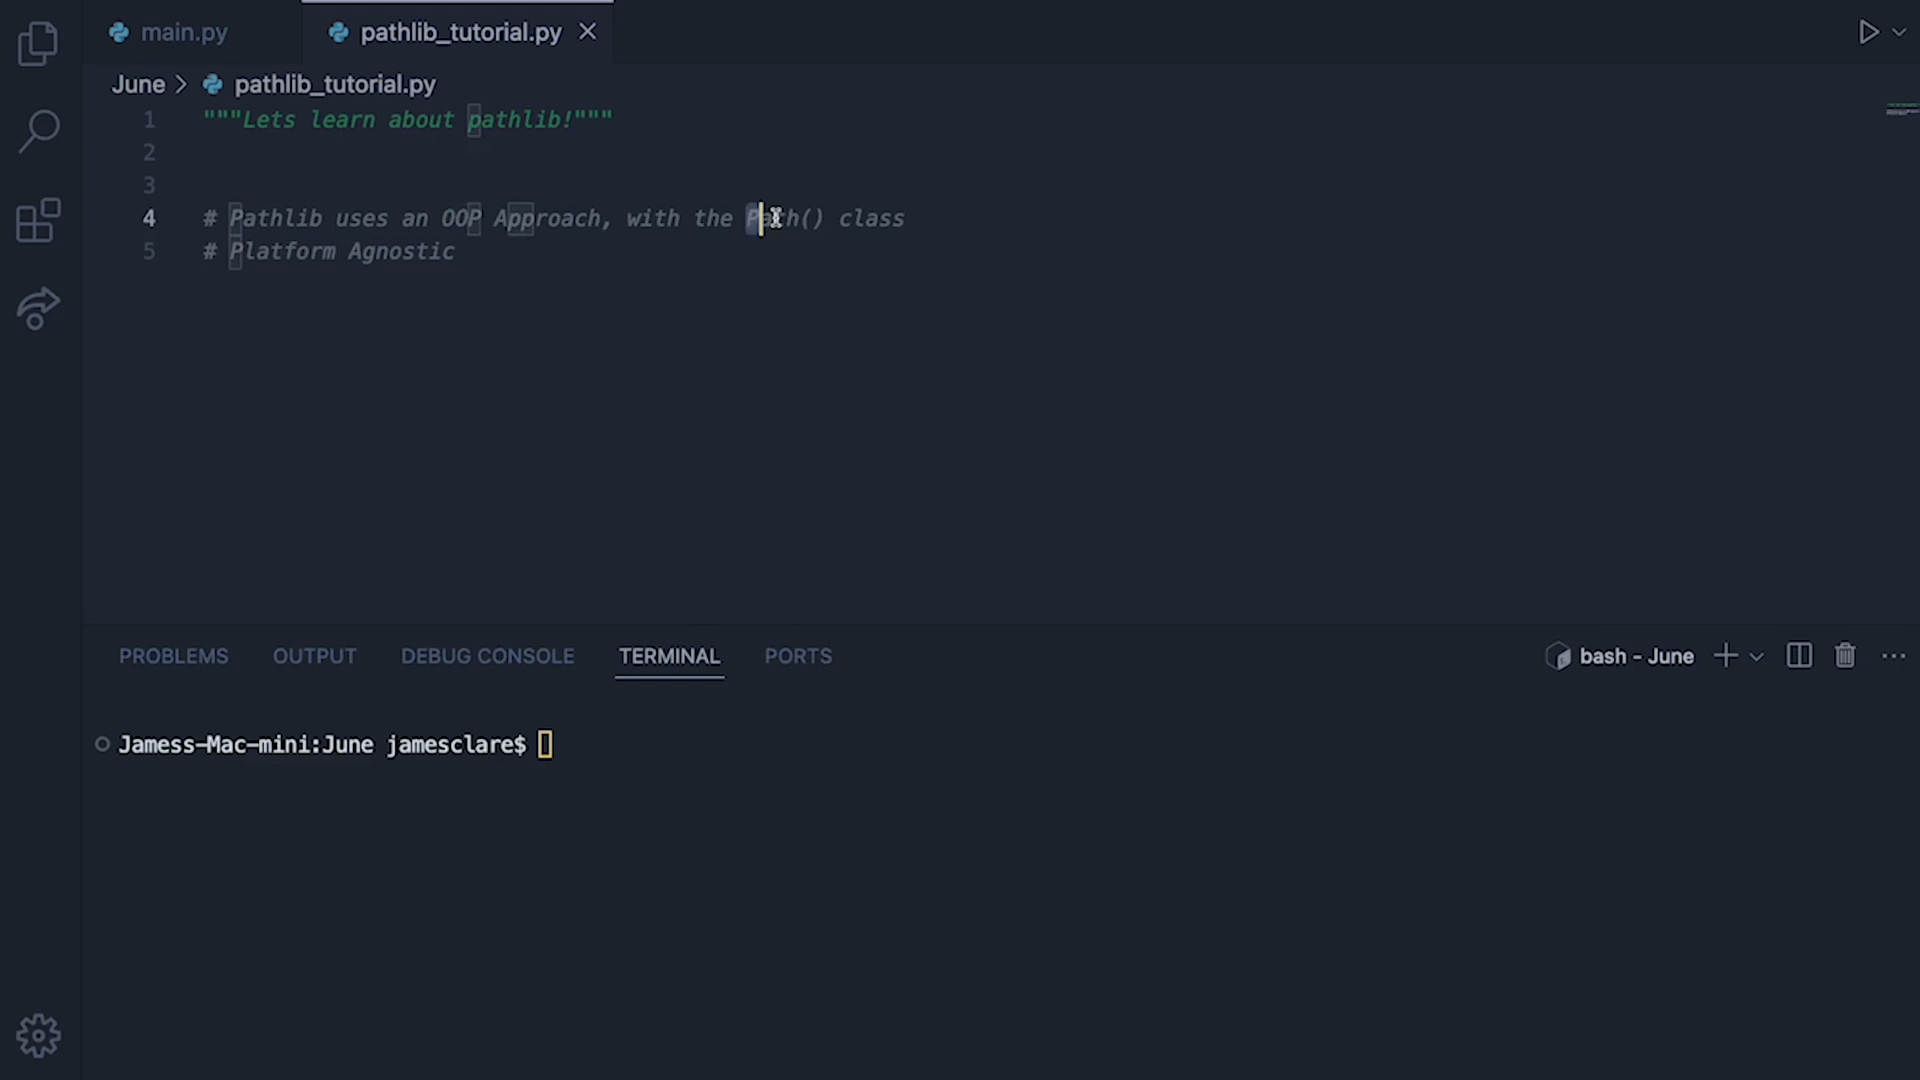 main.py
pathlib_tutorial.py
June > pathlib_tutorial.py
1 """Lets learn about pathlib!"""
2
3
4 # Pathlib uses an OOP Approach, with the Path() class
5 # Platform Agnostic
PROBLEMS OUTPUT DEBUG CONSOLE TERMINAL PORTS
bash - June
Jamess-Mac-mini:June jamesclare$